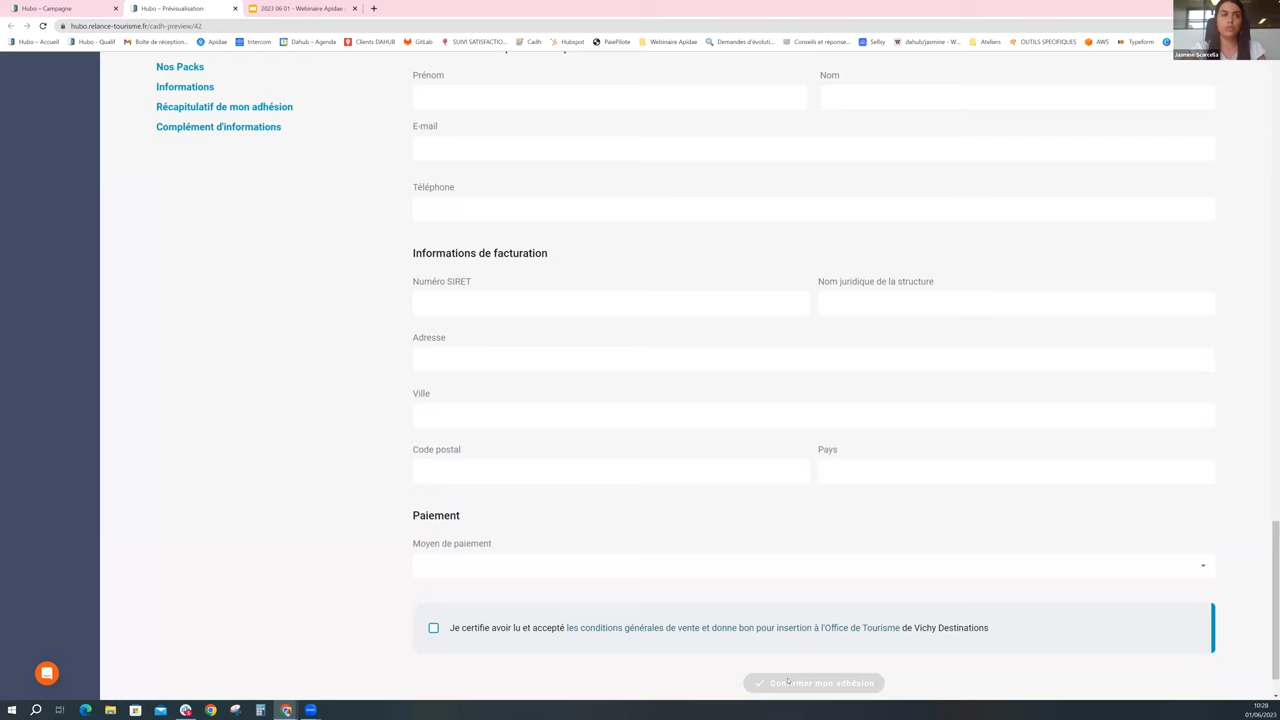 Hubo – Campagne
Hubo – Prévisualisation
2023 06 01 - Webinaire Apidae
hubo.relance-tourisme.fr/cadh-preview/42
Hubo – Accueil
Hubo - Qualif
Boîte de réception...
Apidae
Intercom
Dahub – Agenda
Clients DAHUB
GitLab
SUIVI SATISFACTIO...
Cadh
Hubspot
PaiePilote
Webinaire Apidae
Demandes d'évoluti...
Conseils et réponse...
Sellsy
dahub/jasmine - W...
Ateliers
OUTILS SPECIFIQUES
AWS
Typeform
Jasmine Scarcella
Nos Packs
Informations
Récapitulatif de mon adhésion
Complément d'informations
Prénom
Nom
E-mail
Téléphone
Informations de facturation
Numéro SIRET
Nom juridique de la structure
Adresse
Ville
Code postal
Pays
Paiement
Moyen de paiement
Je certifie avoir lu et accepté les conditions générales de vente et donne bon pour insertion à l'Office de Tourisme de Vichy Destinations
Confirmer mon adhésion
10:28
01/06/2023